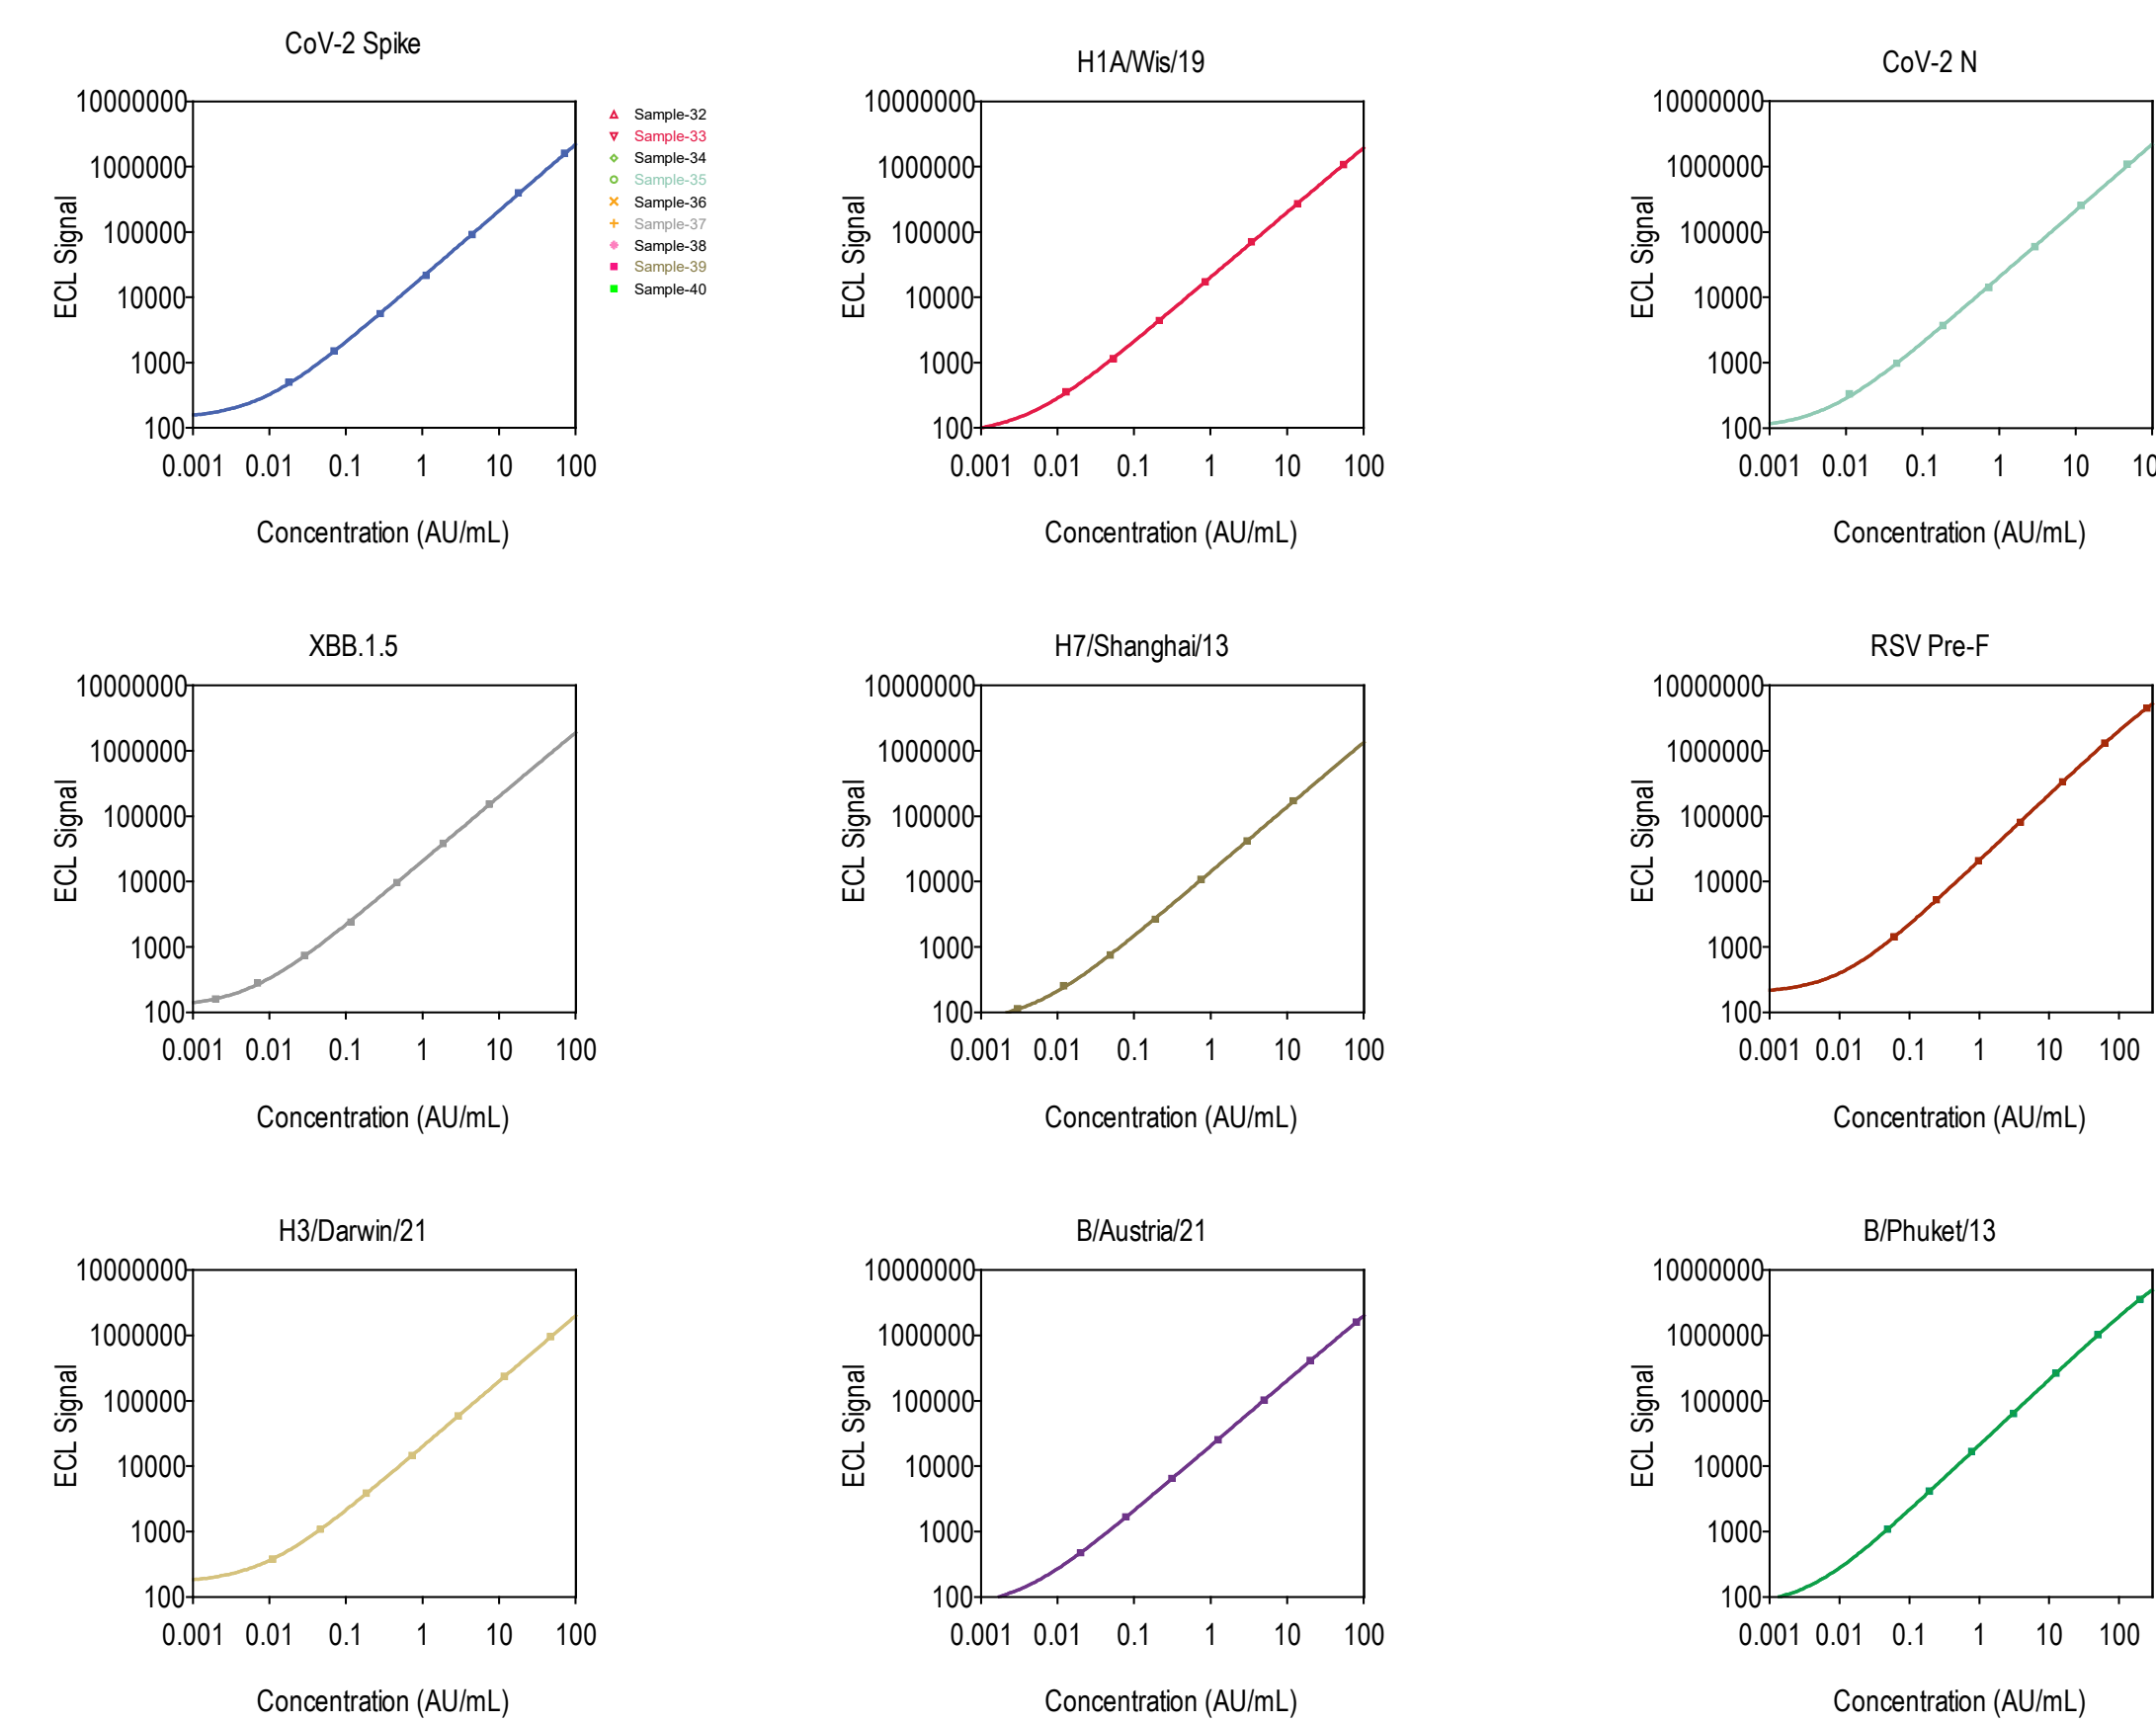 CoV-2 Spike
10000000
1000000
100000
10000
1000
100
ECL Signal
0.001 0.01 0.1 1 10 100
Concentration (AU/mL)
Sample-32
Sample-33
Sample-34
Sample-35
Sample-36
Sample-37
Sample-38
Sample-39
Sample-40
H1A/Wis/19
10000000
1000000
100000
10000
1000
100
ECL Signal
0.001 0.01 0.1 1 10 100
Concentration (AU/mL)
CoV-2 N
10000000
1000000
100000
10000
1000
100
ECL Signal
0.001 0.01 0.1 1 10 10
Concentration (AU/mL)
XBB.1.5
10000000
1000000
100000
10000
1000
100
ECL Signal
0.001 0.01 0.1 1 10 100
Concentration (AU/mL)
H7/Shanghai/13
10000000
1000000
100000
10000
1000
100
ECL Signal
0.001 0.01 0.1 1 10 100
Concentration (AU/mL)
RSV Pre-F
10000000
1000000
100000
10000
1000
100
ECL Signal
0.001 0.01 0.1 1 10 100
Concentration (AU/mL)
H3/Darwin/21
10000000
1000000
100000
10000
1000
100
ECL Signal
0.001 0.01 0.1 1 10 100
Concentration (AU/mL)
B/Austria/21
10000000
1000000
100000
10000
1000
100
ECL Signal
0.001 0.01 0.1 1 10 100
Concentration (AU/mL)
B/Phuket/13
10000000
1000000
100000
10000
1000
100
ECL Signal
0.001 0.01 0.1 1 10 100
Concentration (AU/mL)